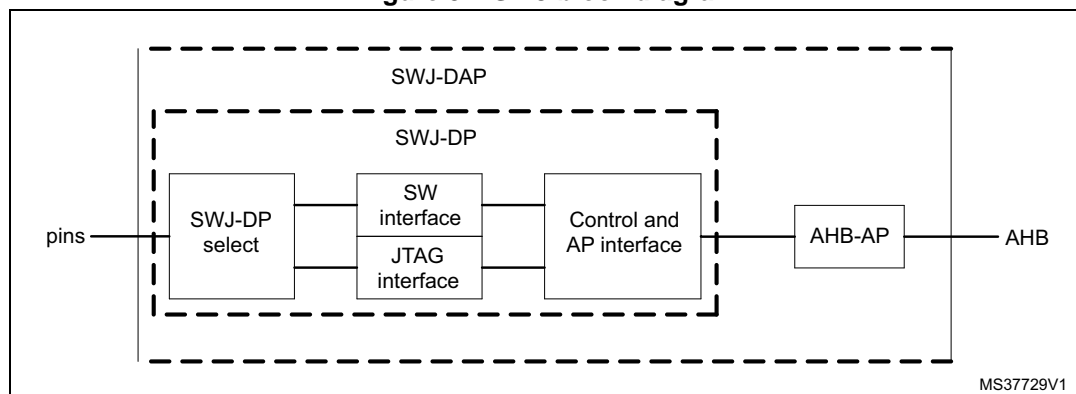 SWJ-DAP
SWJ-DP
pins
SWJ-DP
select
SW
interface
JTAG
interface
Control and
AP interface
AHB-AP
AHB
MS37729V1